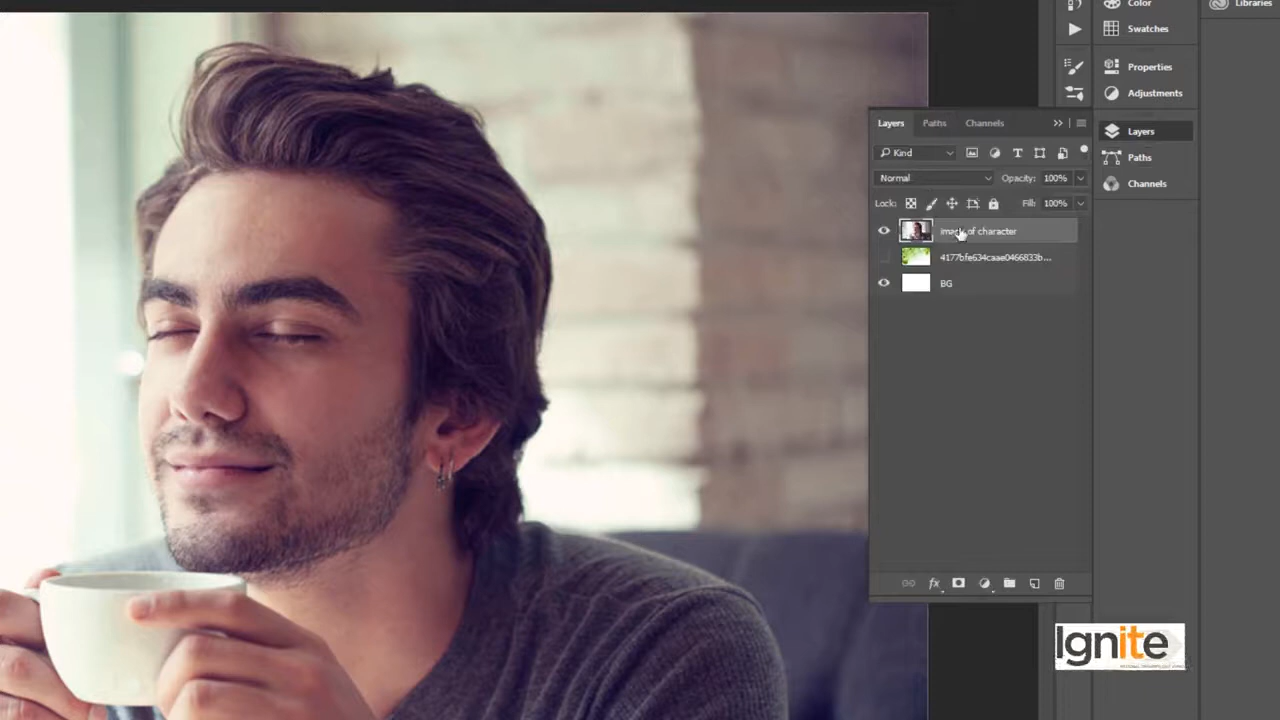 Color
Libraries
Swatches
Properties
Adjustments
Layers
Paths
Channels
Layers Paths Channels
Kind
Normal Opacity: 100%
Lock: Fill: 100%
of character
4177bfe634caae0466833b...
BG
fx
Ignite